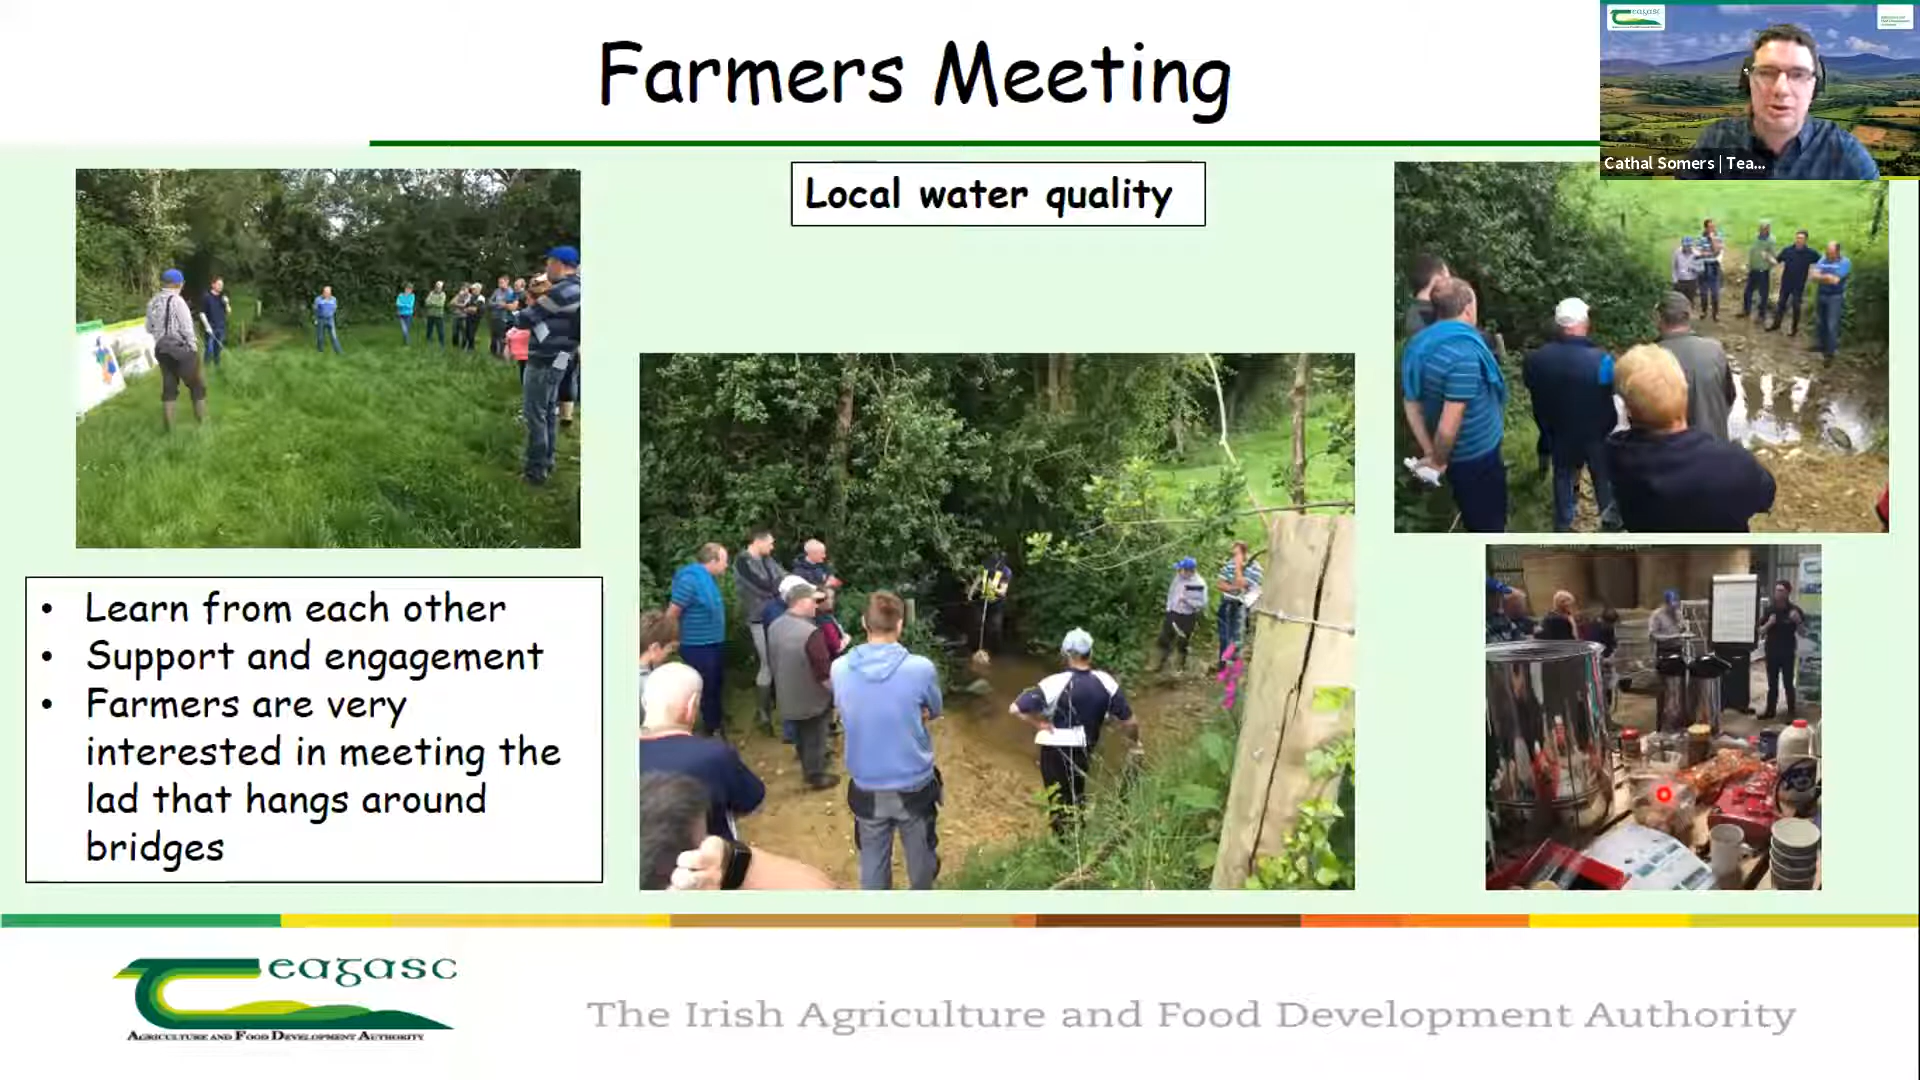 Farmers Meeting
eagasc
Cathal Somers | Tea...
Local water quality
• Learn from each other
• Support and engagement
• Farmers are very
interested in meeting the
lad that hangs around
bridges
eagasc
AGRICULTURE AND FOOD DEVELOPMENT AUTHORITY
The Irish Agriculture and Food Development Authority